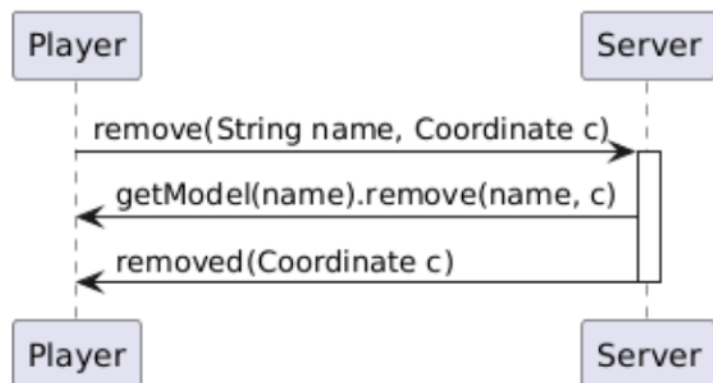 Player Server
remove(String name, Coordinate c)
getModel(name).remove(name, c)
removed(Coordinate c)
Player Server